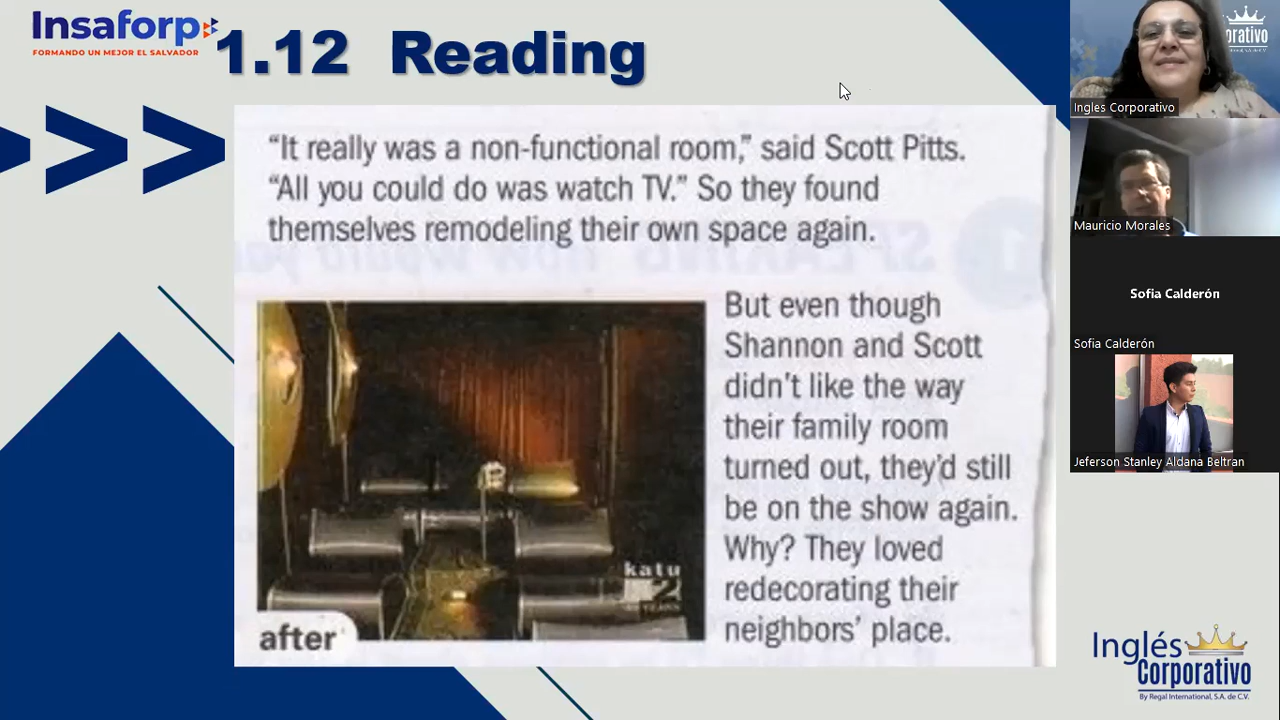 Insaforp
FORMANDO UN MEJOR EL SALVADOR
1.12 Reading
“It really was a non-functional room,” said Scott Pitts.
“All you could do was watch TV.” So they found
themselves remodeling their own space again.
But even though
Shannon and Scott
didn’t like the way
their family room
turned out, they’d still
be on the show again.
Why? They loved
redecorating their
neighbors’ place.
katu
2
after
Ingles Corporativo
Mauricio Morales
Sofia Calderón
Sofia Calderón
Jeferson Stanley Aldana Beltran
Inglés
Corporativo
By Regal International, S.A. de C.V.